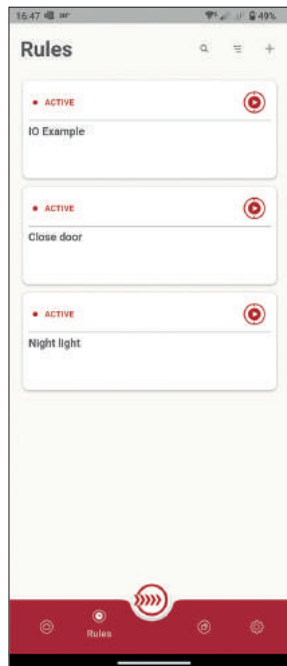 16:47
49%
Rules
ACTIVE
IO Example
ACTIVE
Close door
ACTIVE
Night light
Rules